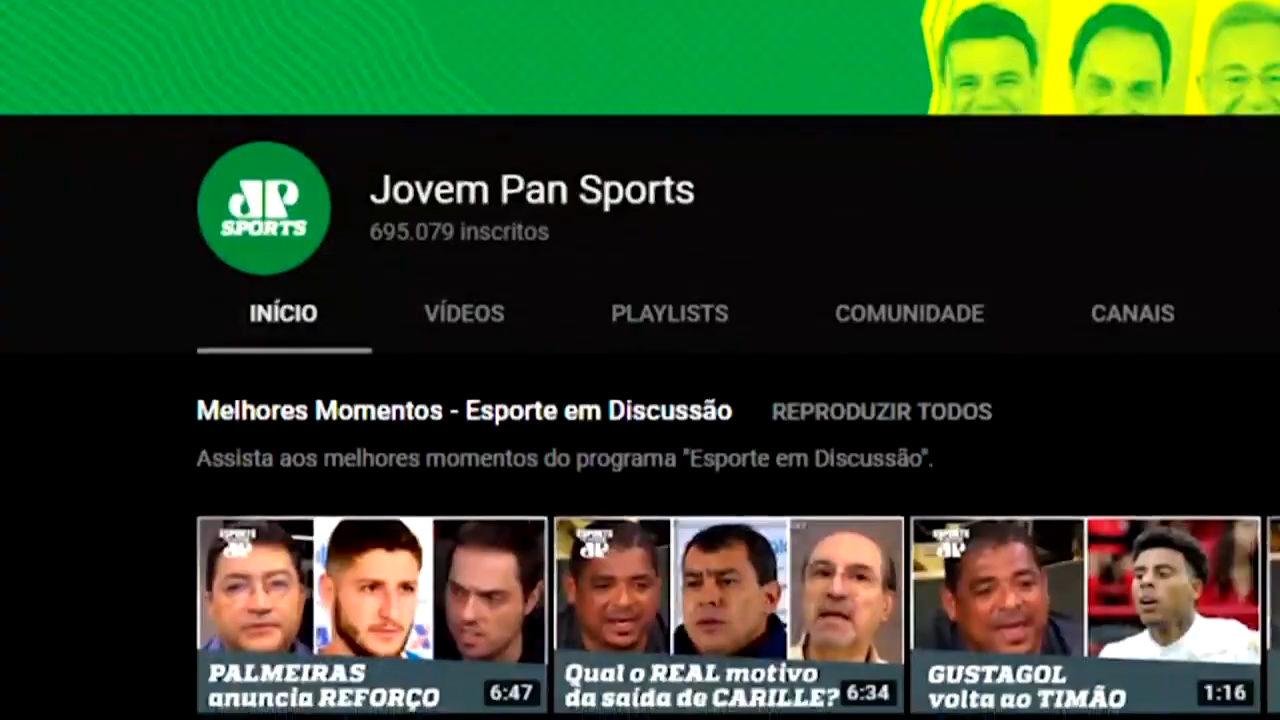 JP
SPORTS
Jovem Pan Sports
695.079 inscritos
INÍCIO VÍDEOS PLAYLISTS COMUNIDADE CANAIS
Melhores Momentos - Esporte em Discussão REPRODUZIR TODOS
Assista aos melhores momentos do programa "Esporte em Discussão".
PALMEIRAS
anuncia REFORÇO
6:47
Qual o REAL motivo
da saída de CARILLE?
6:34
GUSTAGOL
volta ao TIMÃO
1:16